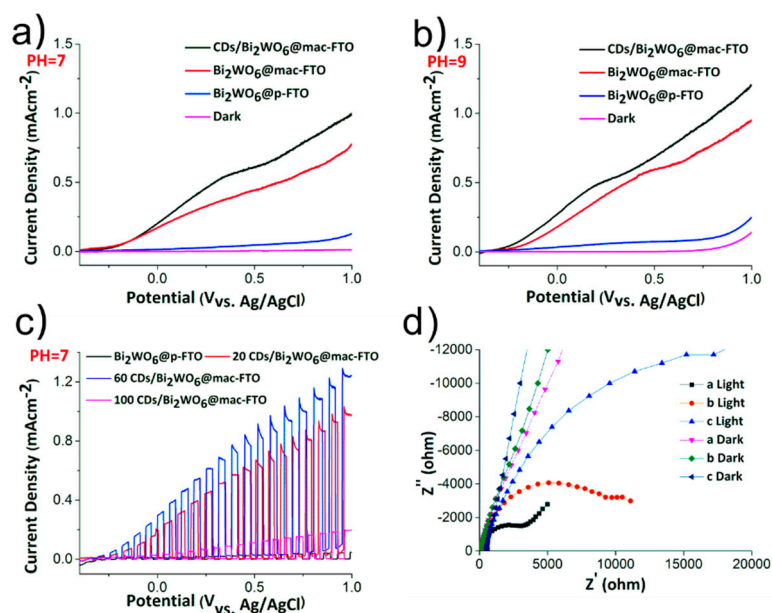 a)
PH=7
CDs/Bi2WO6@mac-FTO
Bi2WO6@mac-FTO
Bi2WO6@p-FTO
Dark
1.5
1.0
0.5
0.0
Current Density (mAcm-2)
0.0 0.5 1.0
Potential (Vvs. Ag/AgCl)
b)
PH=9
CDs/Bi2WO6@mac-FTO
Bi2WO6@mac-FTO
Bi2WO6@p-FTO
Dark
1.5
1.0
0.5
0.0
Current Density (mAcm-2)
0.0 0.5 1.0
Potential (Vvs. Ag/AgCl)
c)
PH=7
Bi2WO6@p-FTO 20 CDs/Bi2WO6@mac-FTO
60 CDs/Bi2WO6@mac-FTO
100 CDs/Bi2WO6@mac-FTO
1.2
0.8
0.4
0.0
Current Density (mAcm-2)
0.0 0.5 1.0
Potential (Vvs. Ag/AgCl)
d)
-12000
-10000
-8000
-6000
-4000
-2000
0
Z'' (ohm)
a Light
b Light
c Light
a Dark
b Dark
c Dark
0 5000 10000 15000 20000
Z' (ohm)